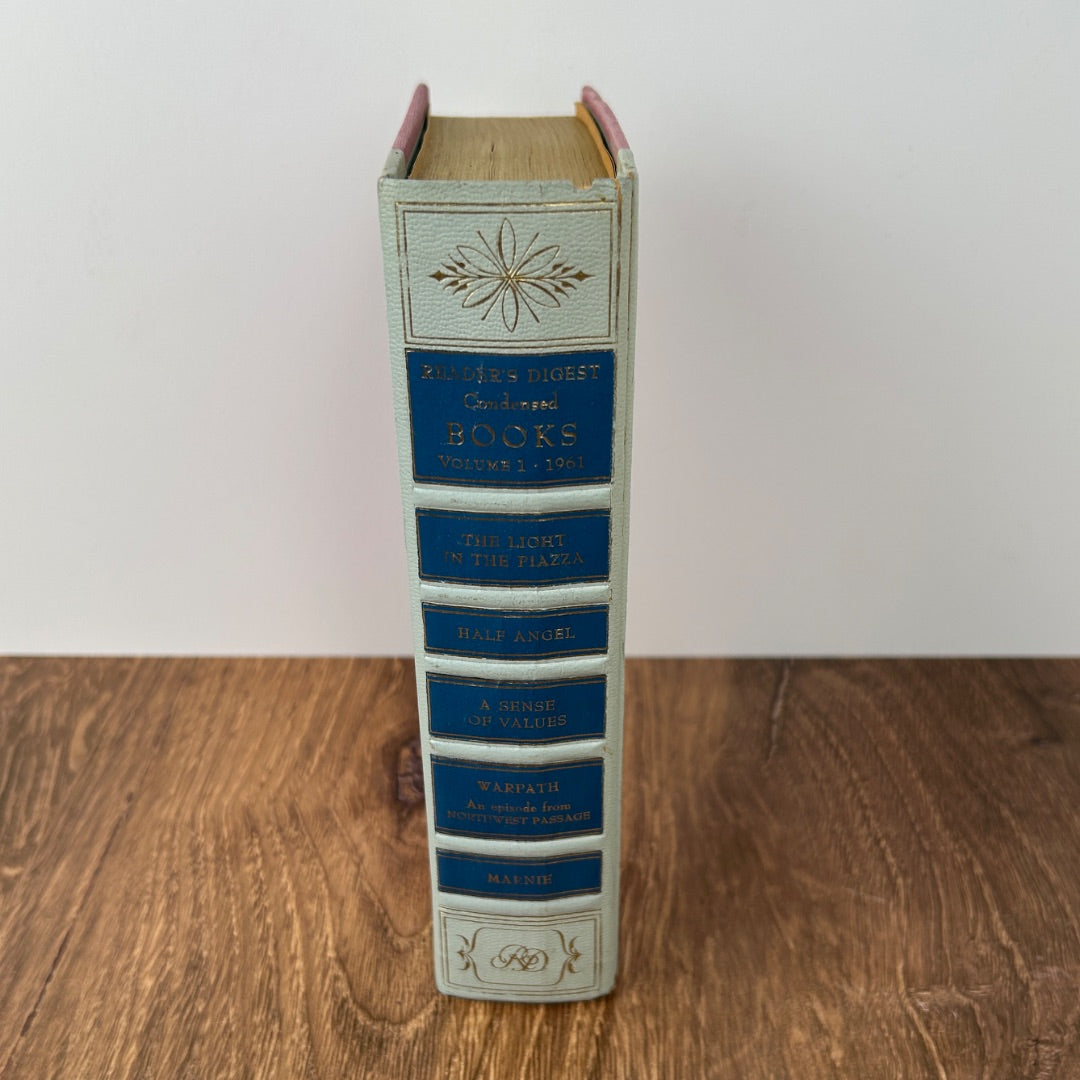 READER'S DIGEST
Condensed
BOOKS
VOLUME 1 · 1961
THE LIGHT
IN THE PIAZZA
HALF ANGEL
A SENSE
OF VALUES
WARPATH
An episode from
NORTHWEST PASSAGE
MARNIE
RD